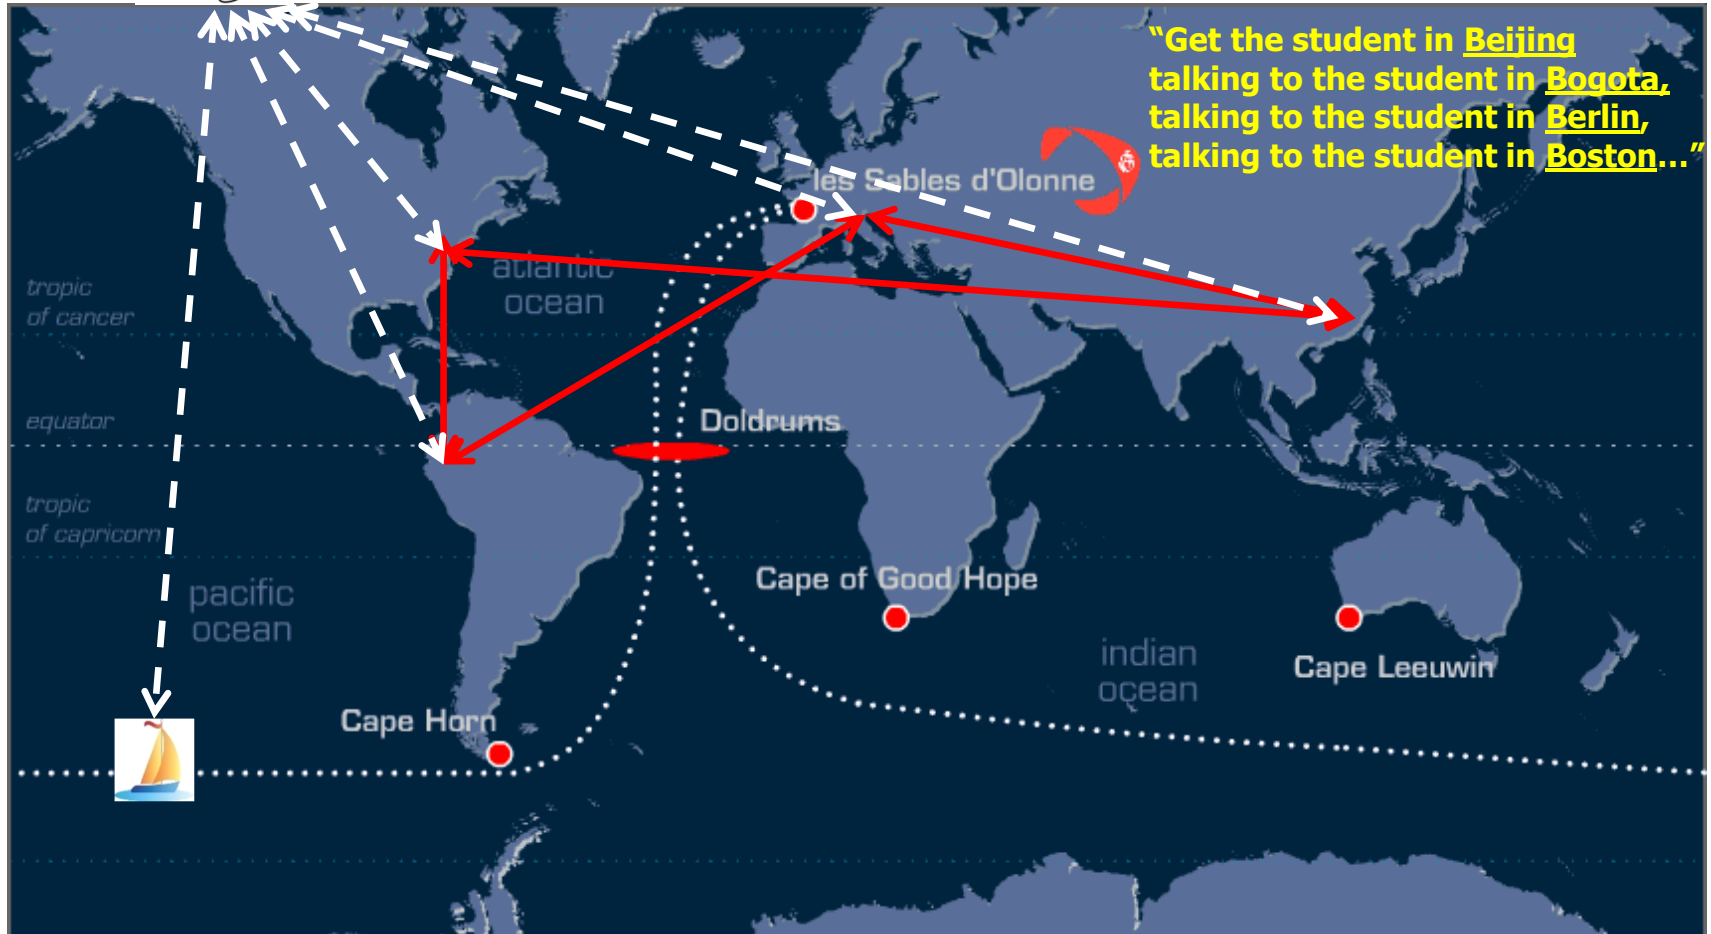 “Get the student in Beijing
talking to the student in Bogota,
talking to the student in Berlin,
talking to the student in Boston...”
les Sables d'Olonne
atlantic
ocean
tropic
of cancer
equator
Doldrums
tropic
of capricorn
pacific
ocean
Cape of Good Hope
indian
ocean
Cape Leeuwin
Cape Horn